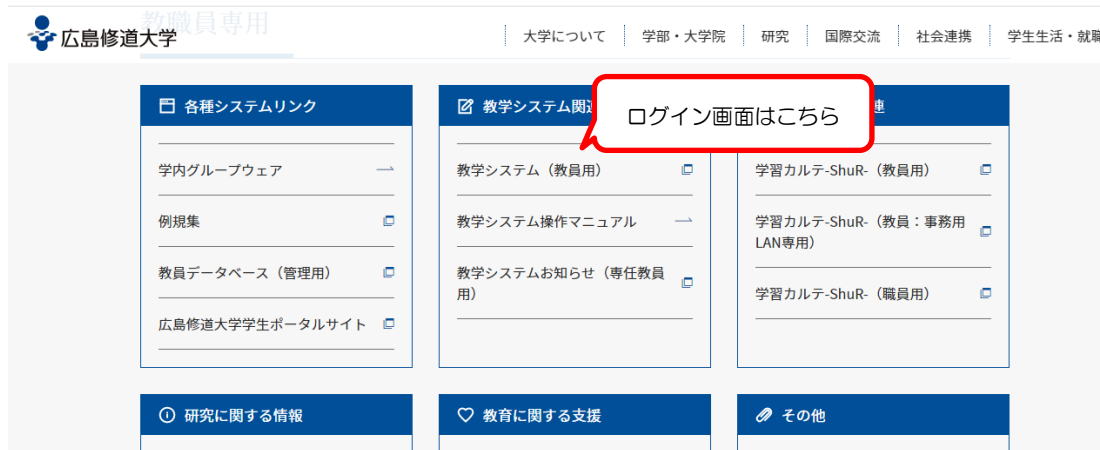 教職員専用
広島修道大学
大学について
学部・大学院
研究
国際交流
社会連携
学生生活・就職
各種システムリンク
学内グループウェア
例規集
教員データベース（管理用）
広島修道大学学生ポータルサイト
教学システム関連
ログイン画面はこちら
教学システム（教員用）
教学システム操作マニュアル
教学システムお知らせ（専任教員
用）
連
学習カルテ-ShuR-（教員用）
学習カルテ-ShuR-（教員：事務用
LAN専用）
学習カルテ-ShuR-（職員用）
研究に関する情報
教育に関する支援
その他